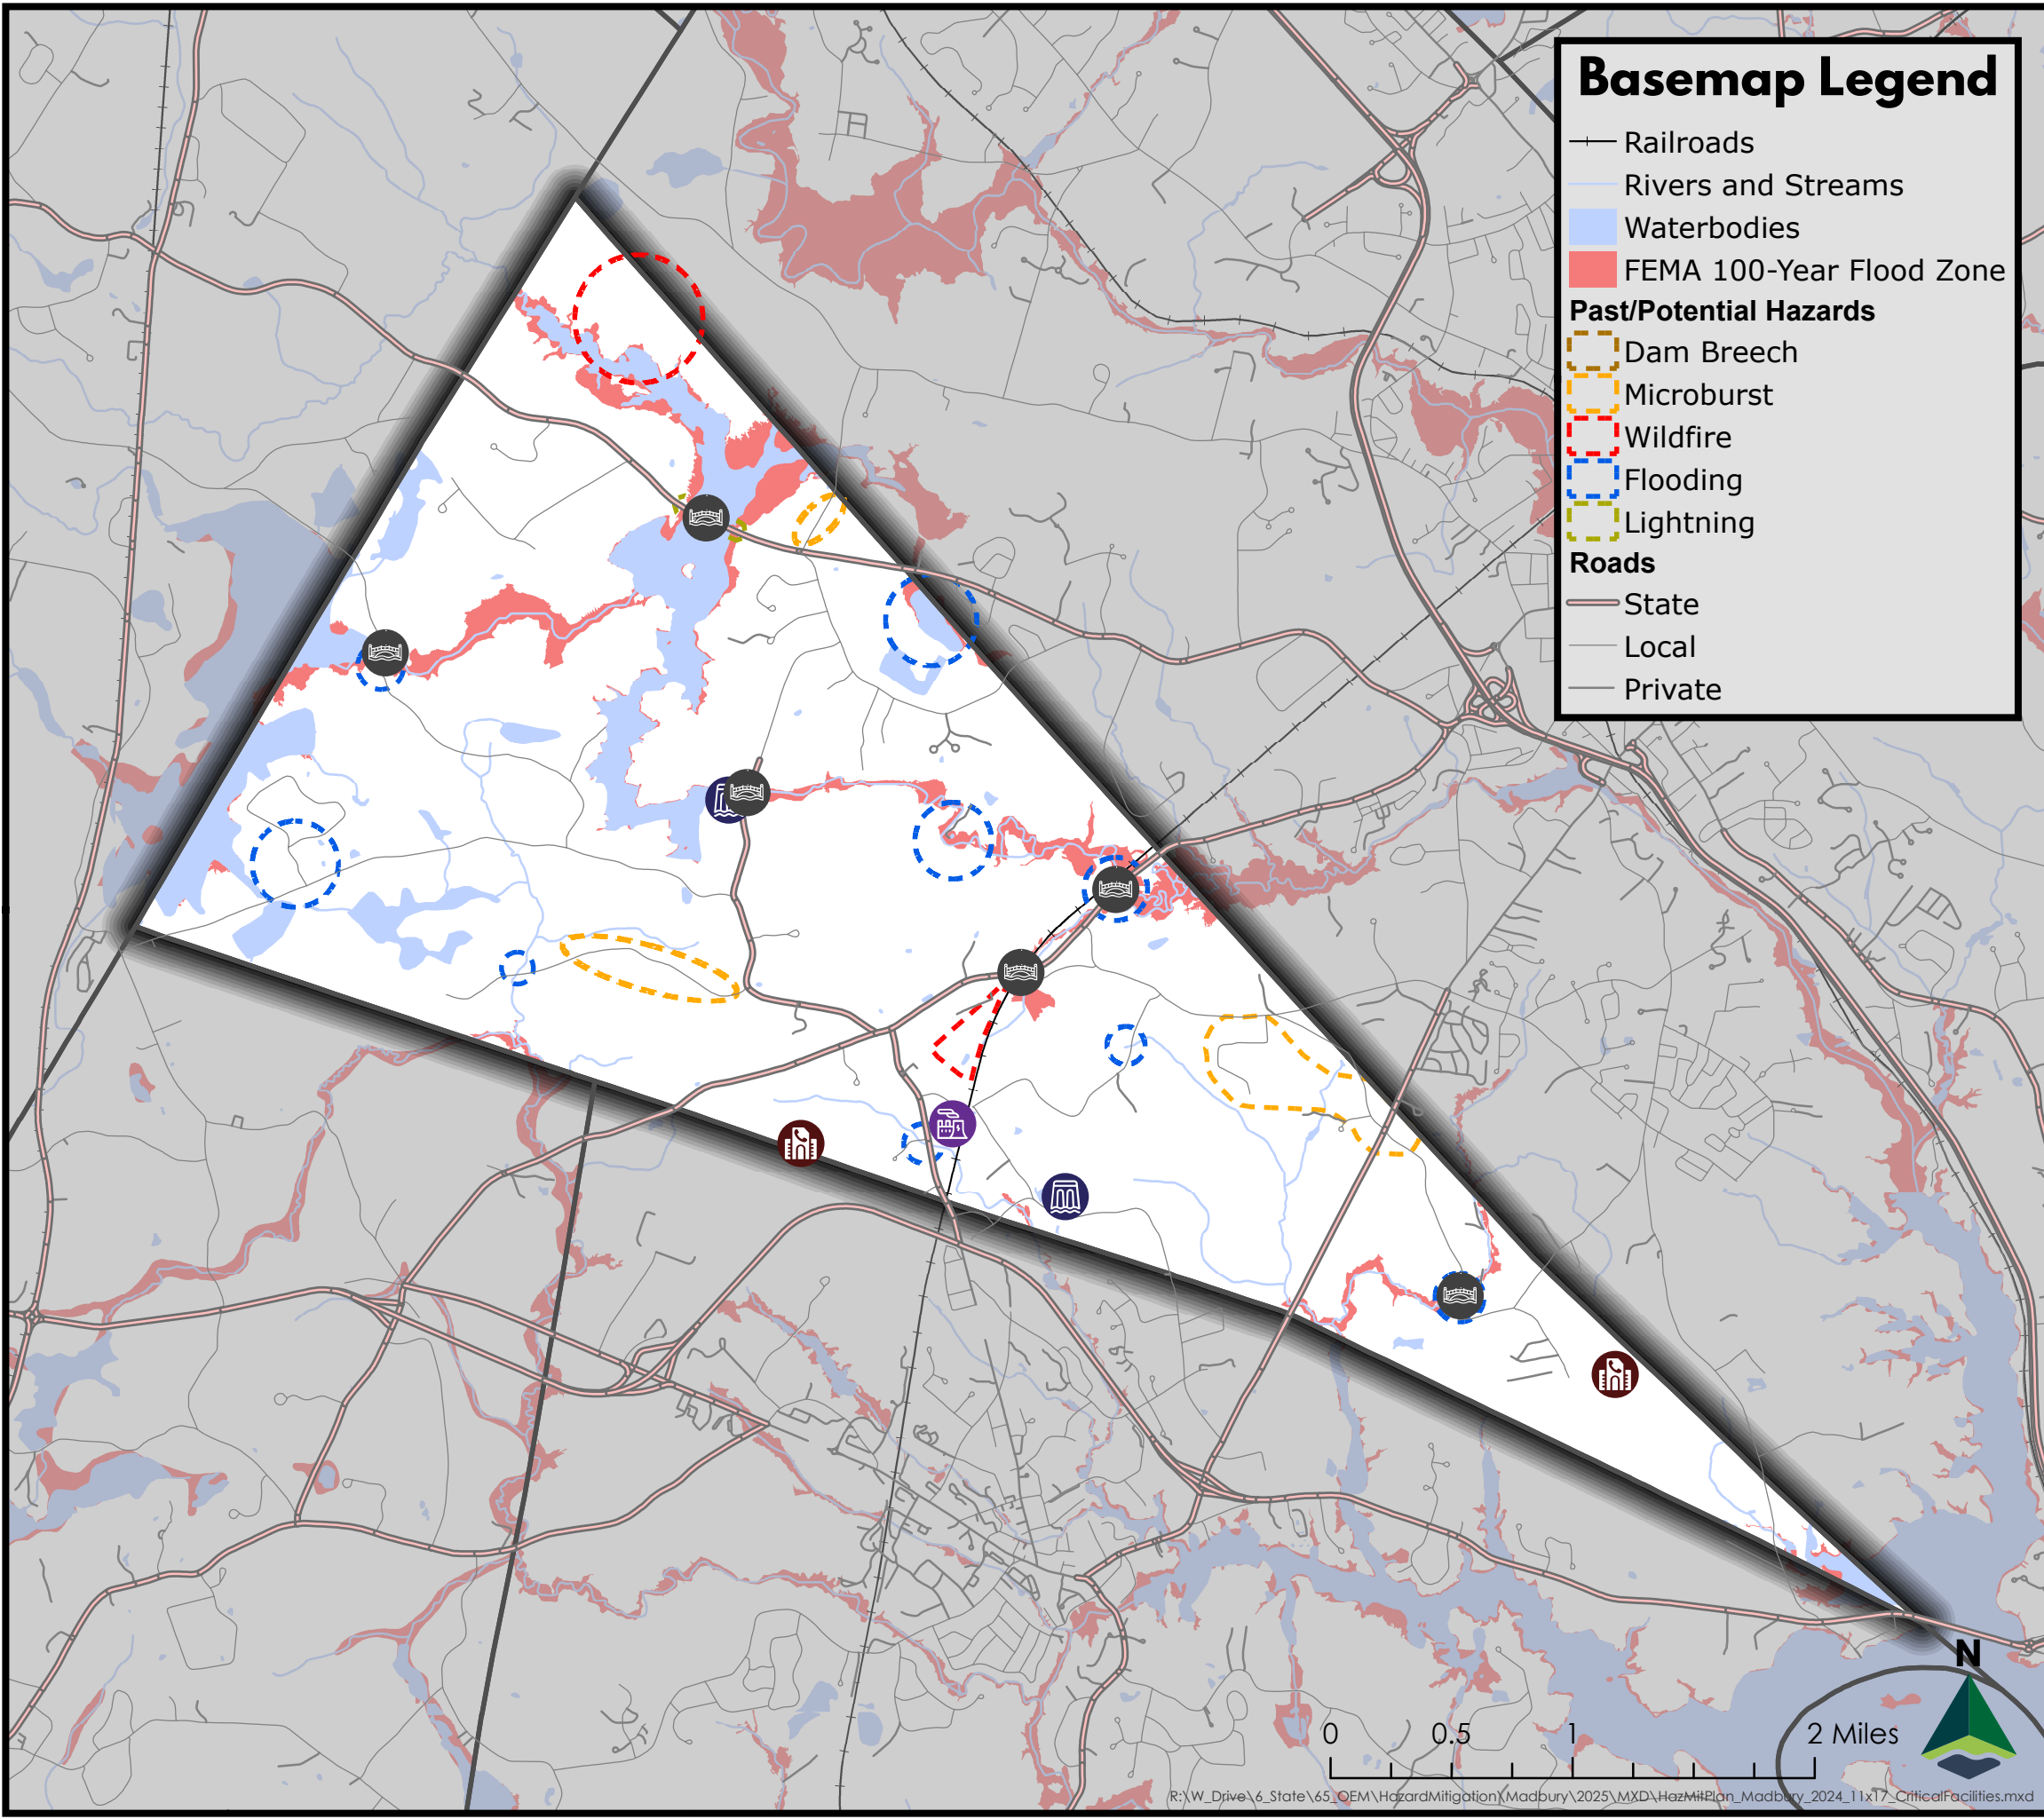 Basemap Legend
Railroads
Rivers and Streams
Waterbodies
FEMA 100-Year Flood Zone
Past/Potential Hazards
Dam Breech
Microburst
Wildfire
Flooding
Lightning
Roads
State
Local
Private
N
0 0.5 1 2 Miles
R:\W_Drive\6_State\65_OEM\HazardMitigation\Madbury\2025\MXD\HazMitPlan_Madbury_2024_11x17_CriticalFacilities.mxd